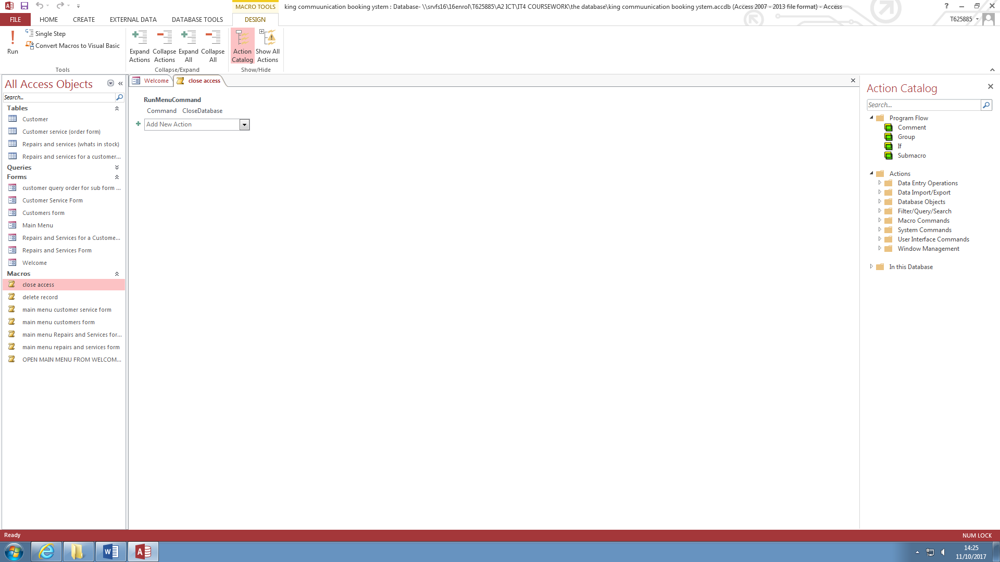 MACRO TOOLS
king commuunication booking ystem : Database- \\srvfs16\16enrol\T625885\A2 ICT\IT4 COURSEWORK\the database\king commuunication booking ystem.accdb (Access 2007 - 2013 file format) - Access
FILE HOME CREATE EXTERNAL DATA DATABASE TOOLS DESIGN T625885
Run
Single Step
Convert Macros to Visual Basic
Tools
Expand Actions
Collapse Actions
Expand All
Collapse All
Collapse/Expand
Action Catalog
Show All Actions
Show/Hide
All Access Objects
Search...
Tables
Customer
Customer service (order form)
Repairs and services (whats in stock)
Repairs and services for a customer...
Queries
Forms
customer query order for sub form ...
Customer Service Form
Customers form
Main Menu
Repairs and Services for a Custome...
Repairs and Services Form
Welcome
Macros
close access
delete record
main menu customer service form
main menu customers form
main menu Repairs and Services for...
main menu repairs and services form
OPEN MAIN MENU FROM WELCOM...
Welcome close access
RunMenuCommand
Command CloseDatabase
Add New Action
Action Catalog
Search...
Program Flow
Comment
Group
If
Submacro
Actions
Data Entry Operations
Data Import/Export
Database Objects
Filter/Query/Search
Macro Commands
System Commands
User Interface Commands
Window Management
In this Database
Ready
NUM LOCK
14:25
11/10/2017